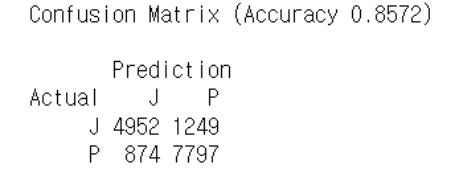 Confusion Matrix (Accuracy 0.8572)
Prediction
Actual J P
J 4952 1249
P 874 7797